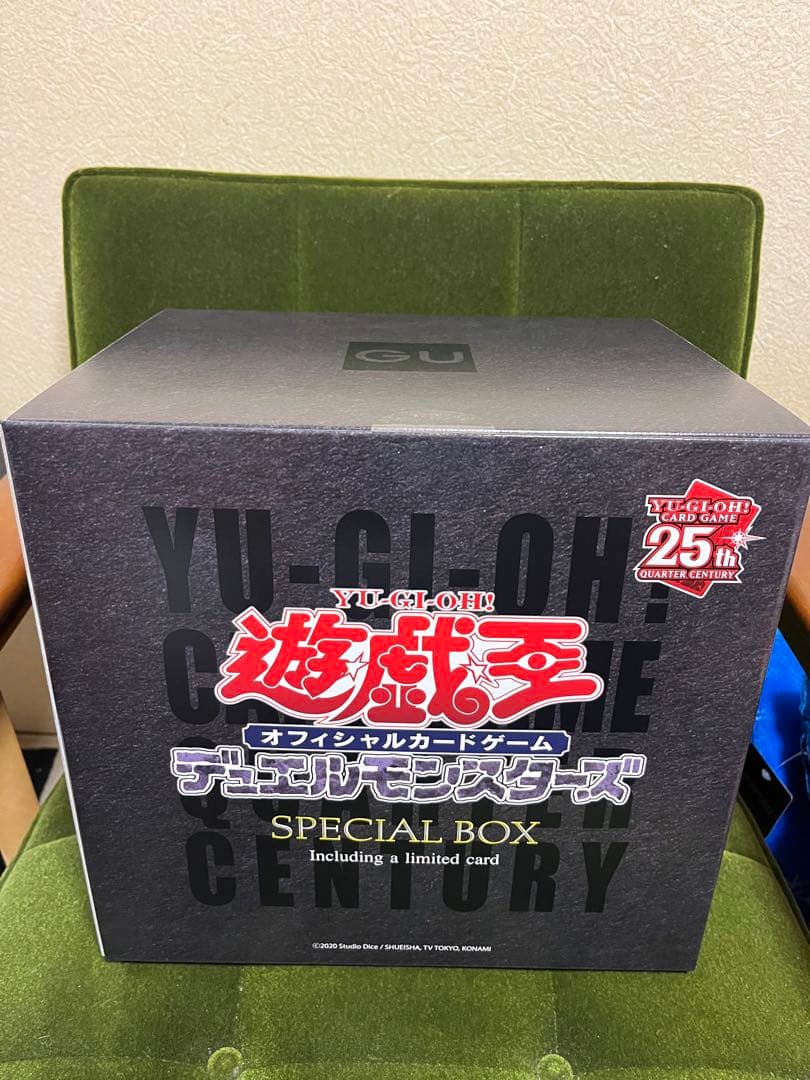 GU
YU-GI-OH!
CARD GAME
25th
QUARTER CENTURY
YU-GI-OH!
CARD GAME
QUARTER
CENTURY
YU-GI-OH!
遊戯王
オフィシャルカードゲーム
デュエルモンスターズ
SPECIAL BOX
Including a limited card
©2020 Studio Dice / SHUEISHA, TV TOKYO, KONAMI